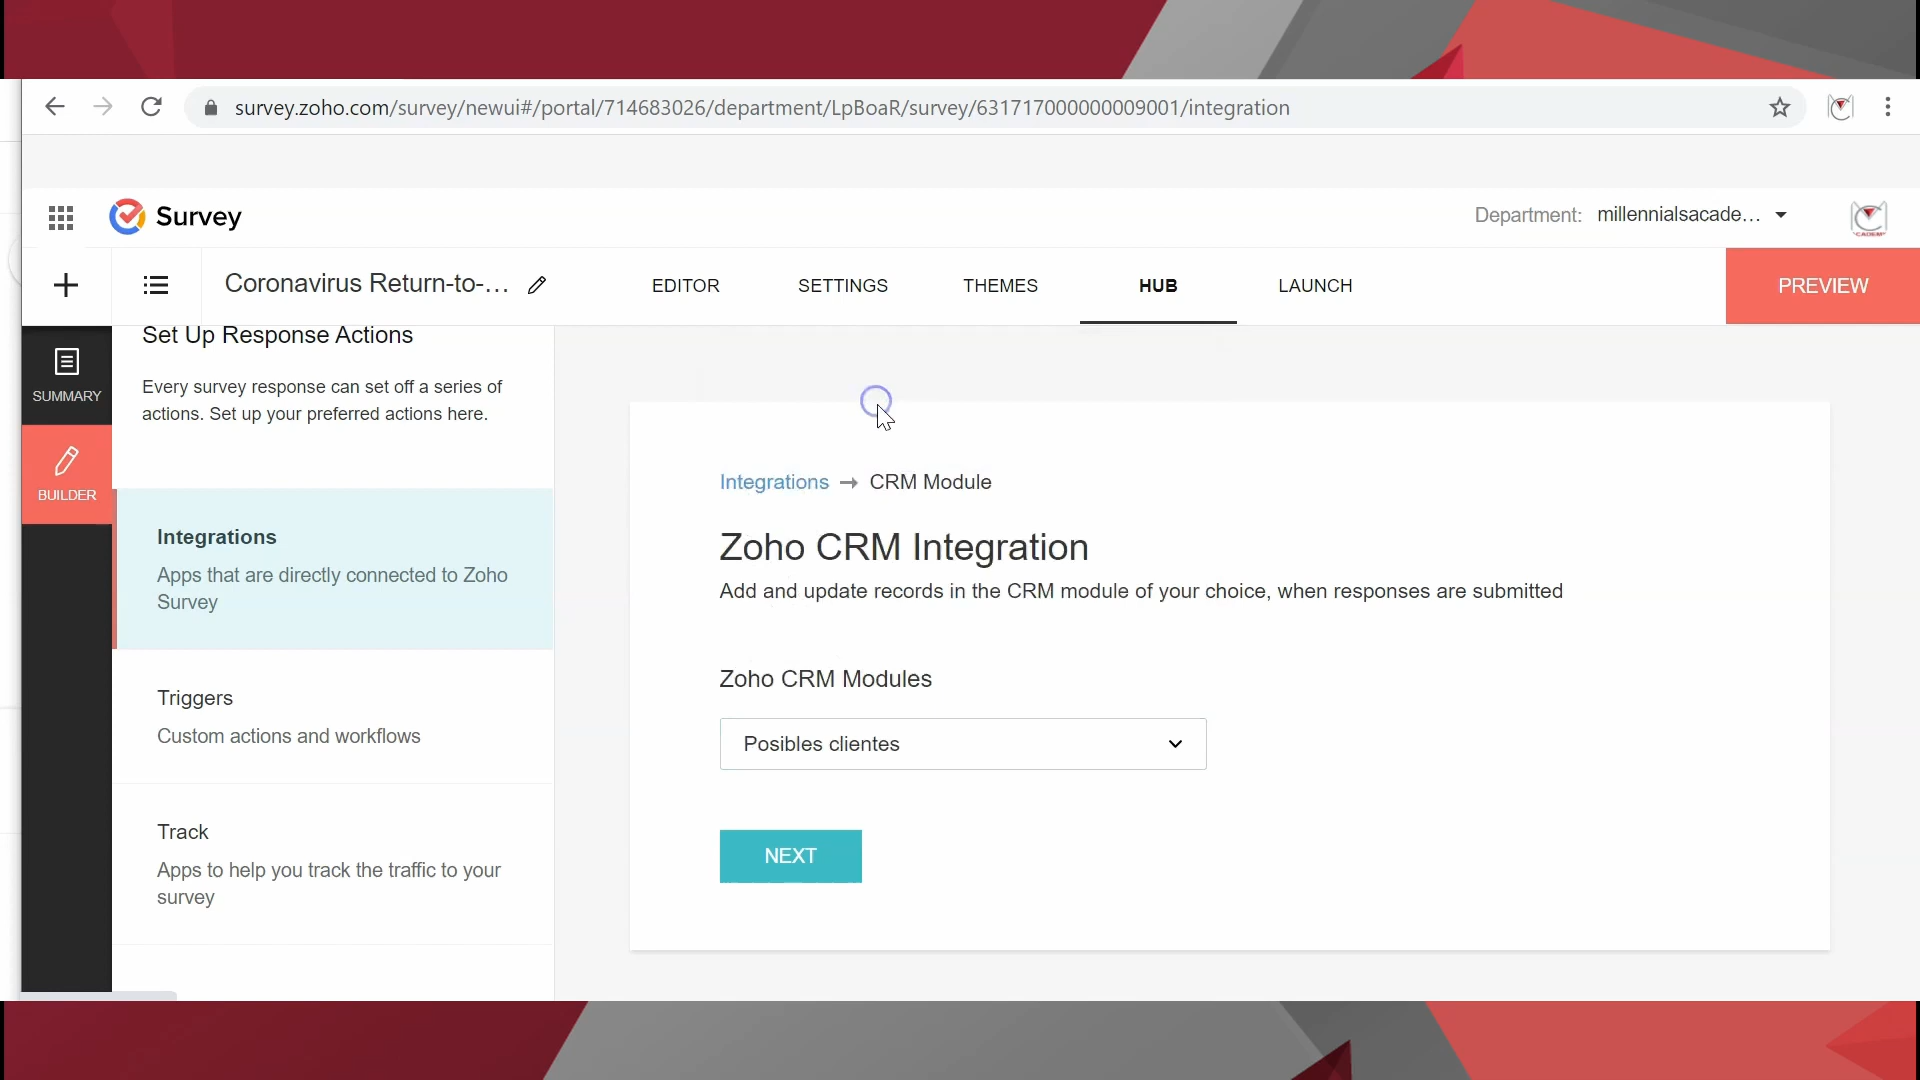 survey.zoho.com/survey/newui#/portal/714683026/department/LpBoaR/survey/631717000000009001/integration
Survey
Department: millennialsacade...
Coronavirus Return-to-...
EDITOR
SETTINGS
THEMES
HUB
LAUNCH
PREVIEW
SUMMARY
BUILDER
Set Up Response Actions
Every survey response can set off a series of
actions. Set up your preferred actions here.
Integrations
Apps that are directly connected to Zoho
Survey
Triggers
Custom actions and workflows
Track
Apps to help you track the traffic to your
survey
Integrations → CRM Module
Zoho CRM Integration
Add and update records in the CRM module of your choice, when responses are submitted
Zoho CRM Modules
Posibles clientes
NEXT